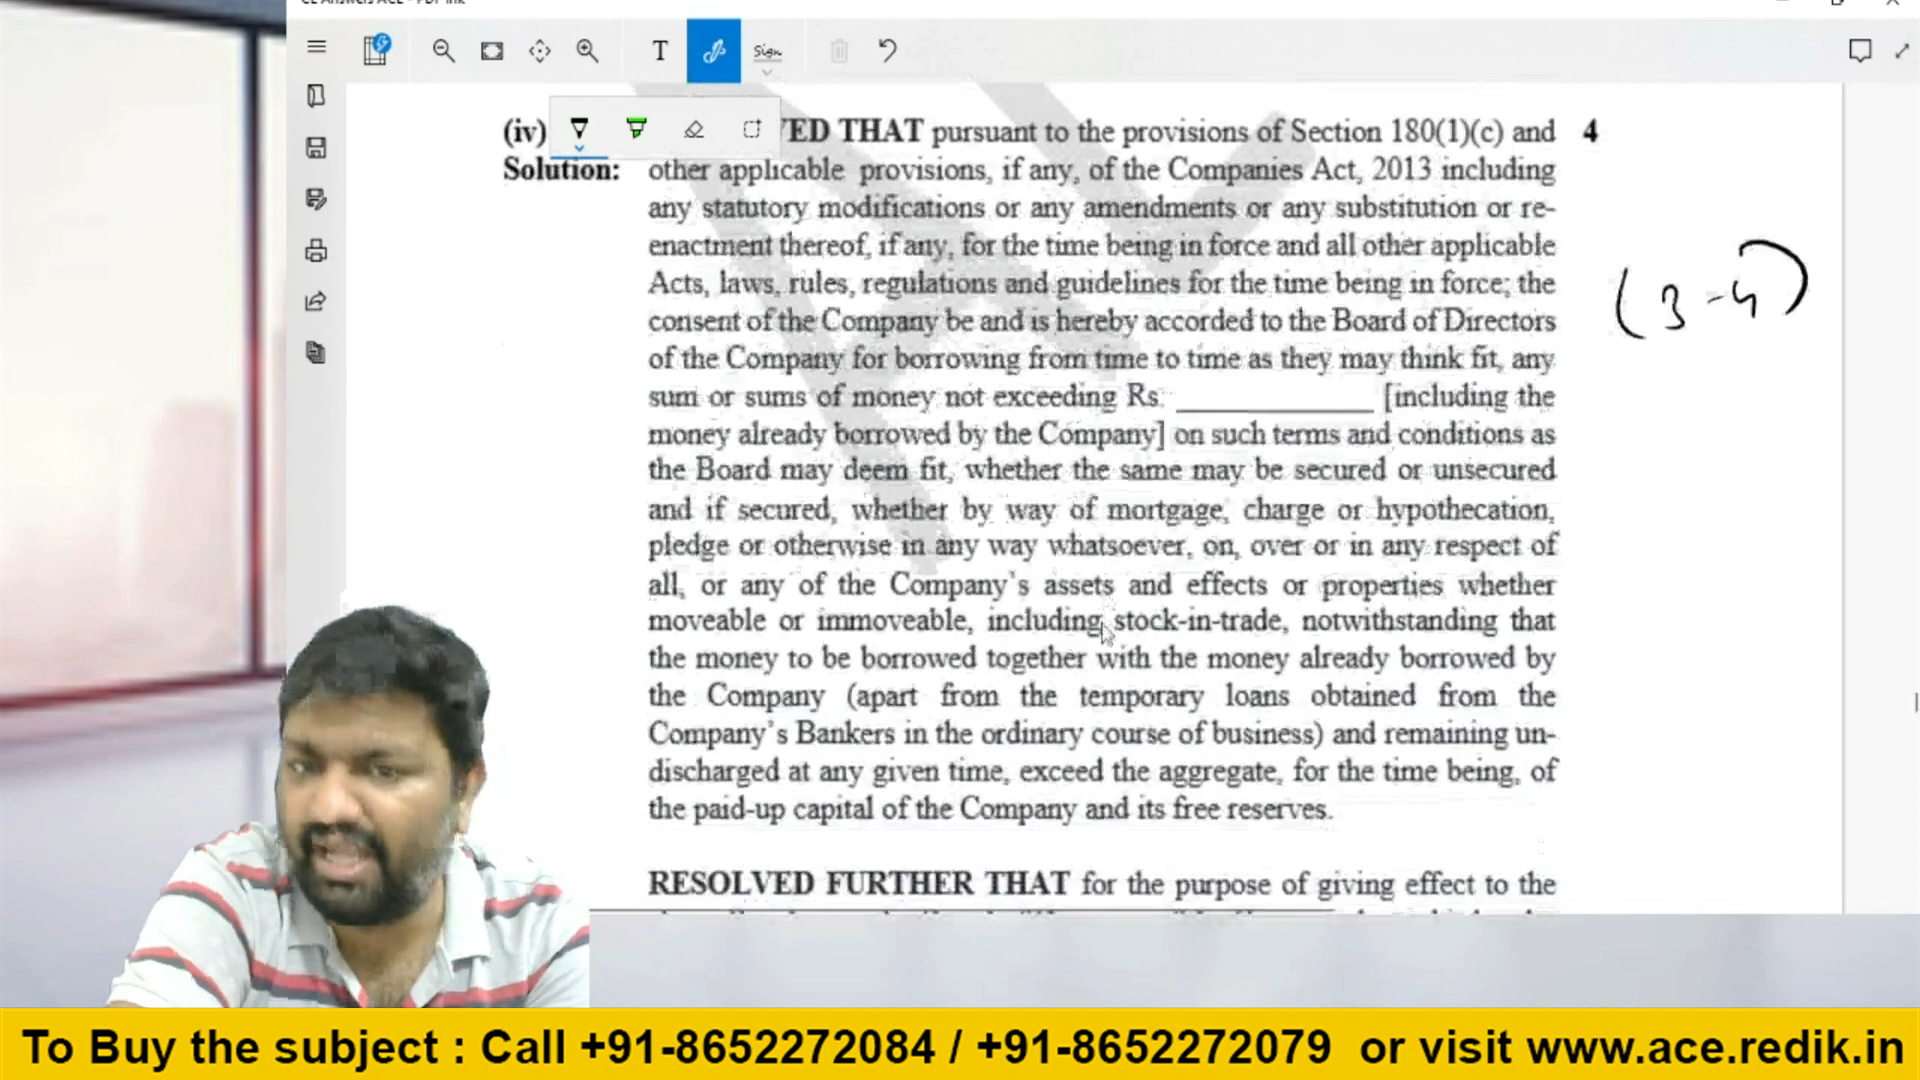 Sign
(iv) VED THAT pursuant to the provisions of Section 180(1)(c) and 4
Solution: other applicable provisions, if any, of the Companies Act, 2013 including
any statutory modifications or any amendments or any substitution or re-
enactment thereof, if any, for the time being in force and all other applicable
Acts, laws, rules, regulations and guidelines for the time being in force; the
(3-4)
consent of the Company be and is hereby accorded to the Board of Directors
of the Company for borrowing from time to time as they may think fit, any
sum or sums of money not exceeding Rs. ____________ [including the
money already borrowed by the Company] on such terms and conditions as
the Board may deem fit, whether the same may be secured or unsecured
and if secured, whether by way of mortgage, charge or hypothecation,
pledge or otherwise in any way whatsoever, on, over or in any respect of
all, or any of the Company's assets and effects or properties whether
moveable or immoveable, including stock-in-trade, notwithstanding that
the money to be borrowed together with the money already borrowed by
the Company (apart from the temporary loans obtained from the
Company's Bankers in the ordinary course of business) and remaining un-
discharged at any given time, exceed the aggregate, for the time being, of
the paid-up capital of the Company and its free reserves.
RESOLVED FURTHER THAT for the purpose of giving effect to the
To Buy the subject : Call +91-8652272084 / +91-8652272079 or visit www.ace.redik.in